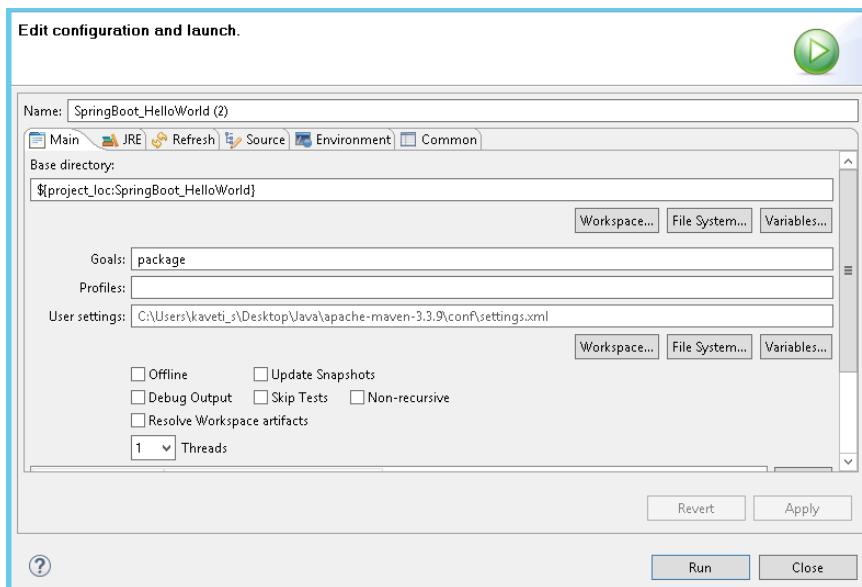 Edit configuration and launch.
Name: SpringBoot_HelloWorld (2)
Main JRE Refresh Source Environment Common
Base directory:
${project_loc:SpringBoot_HelloWorld}
Workspace... File System... Variables...
Goals: package
Profiles:
User settings: C:\Users\kaveti_s\Desktop\Java\apache-maven-3.3.9\conf\settings.xml
Workspace... File System... Variables...
Offline Update Snapshots
Debug Output Skip Tests Non-recursive
Resolve Workspace artifacts
1 Threads
Revert Apply
? Run Close